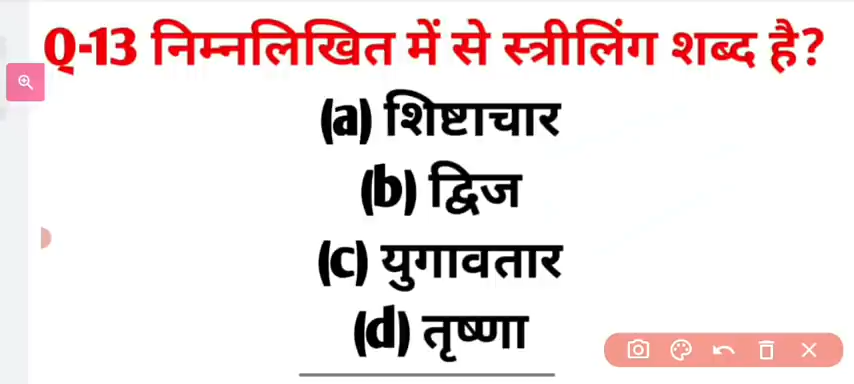 Q-13 निम्नलिखित में से स्त्रीलिंग शब्द है?
(a) शिष्टाचार
(b) द्विज
(c) युगावतार
(d) तृष्णा